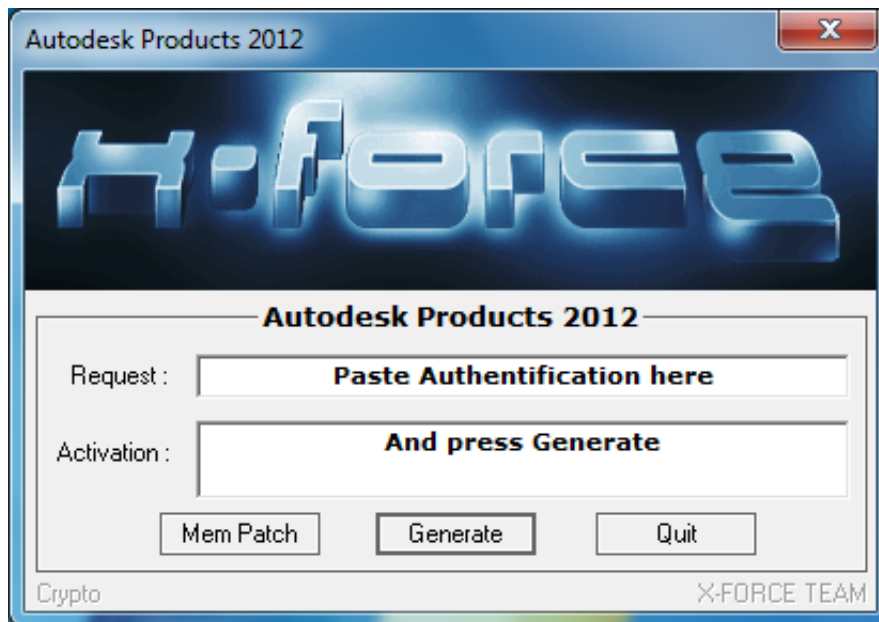 Autodesk Products 2012
x-force
Autodesk Products 2012
Request :
Paste Authentification here
Activation :
And press Generate
Mem Patch
Generate
Quit
Crypto
X-FORCE TEAM